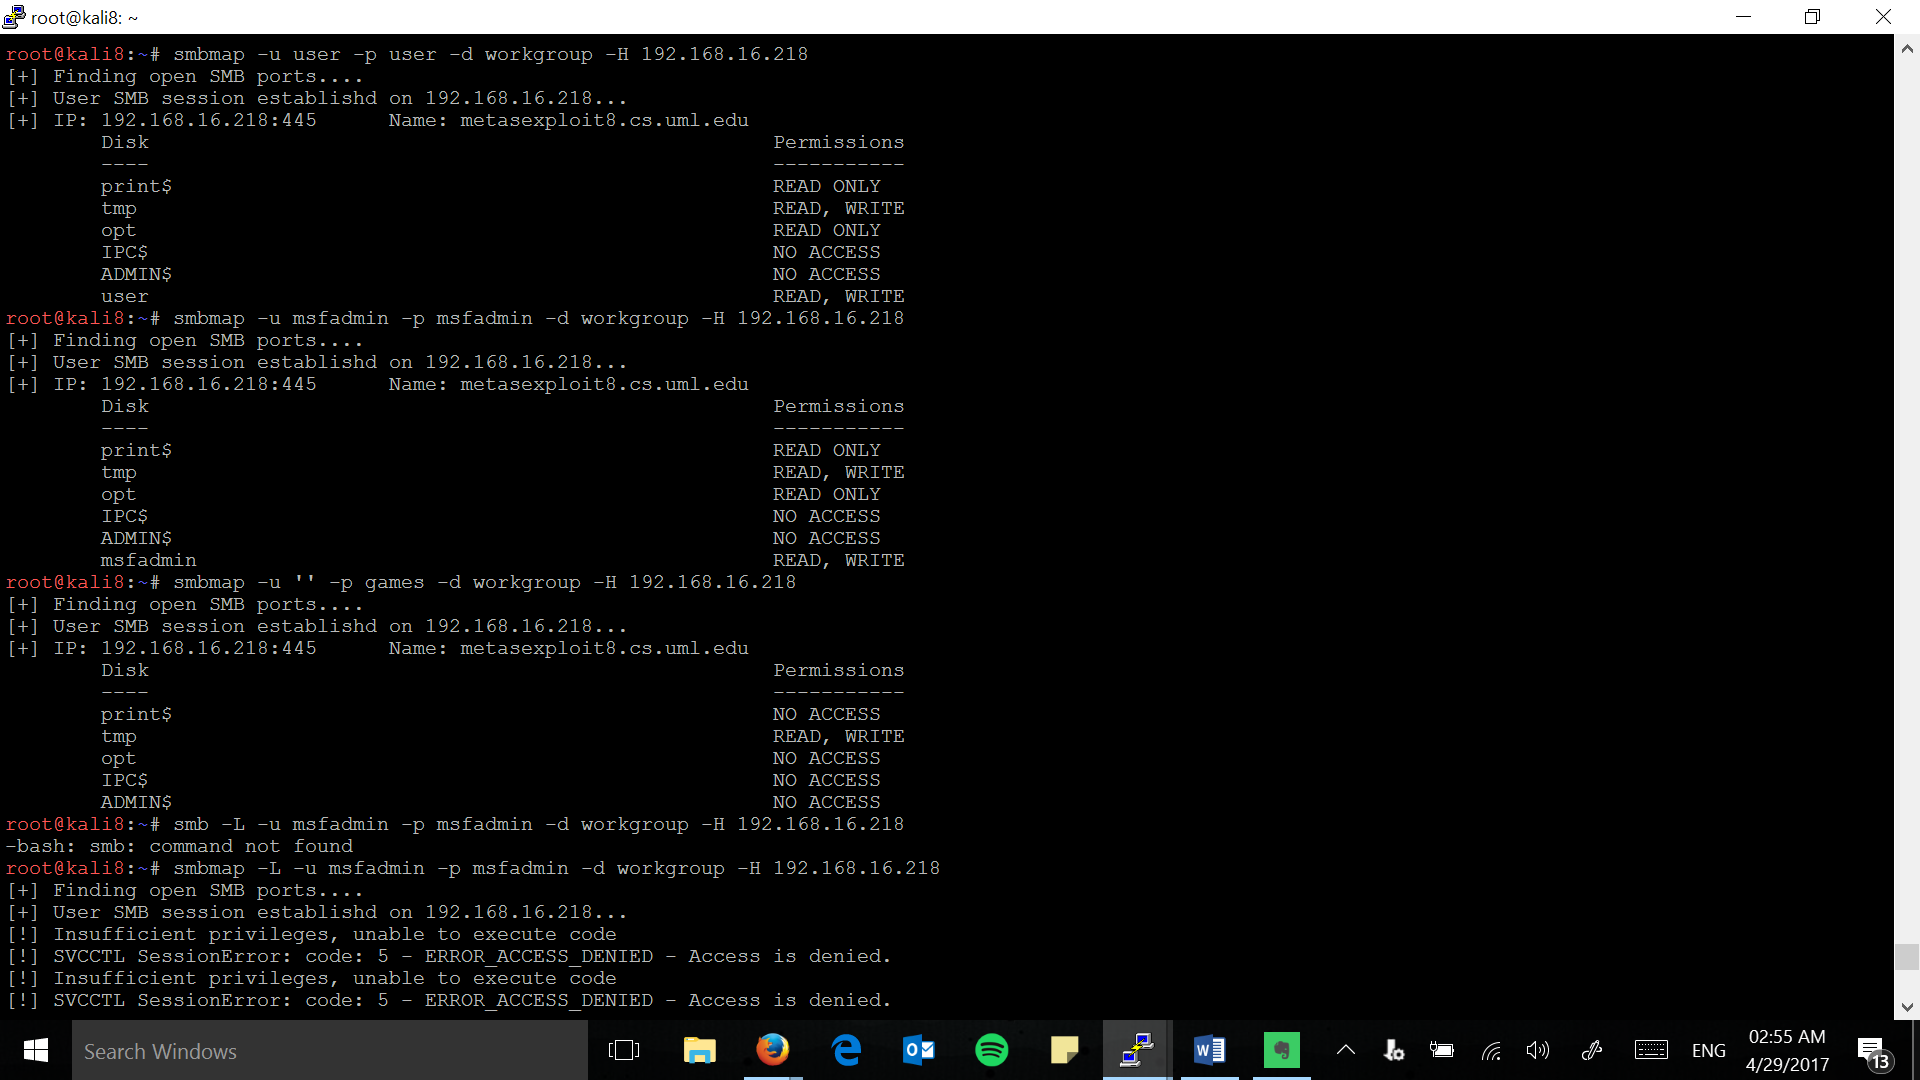 root@kali8: ~
root@kali8:~# smbmap -u user -p user -d workgroup -H 192.168.16.218
[+] Finding open SMB ports....
[+] User SMB session establishd on 192.168.16.218...
[+] IP: 192.168.16.218:445      Name: metasexploit8.cs.uml.edu
        Disk                                                    Permissions
        ----                                                    -----------
        print$                                                  READ ONLY
        tmp                                                     READ, WRITE
        opt                                                     READ ONLY
        IPC$                                                    NO ACCESS
        ADMIN$                                                  NO ACCESS
        user                                                    READ, WRITE
root@kali8:~# smbmap -u msfadmin -p msfadmin -d workgroup -H 192.168.16.218
[+] Finding open SMB ports....
[+] User SMB session establishd on 192.168.16.218...
[+] IP: 192.168.16.218:445      Name: metasexploit8.cs.uml.edu
        Disk                                                    Permissions
        ----                                                    -----------
        print$                                                  READ ONLY
        tmp                                                     READ, WRITE
        opt                                                     READ ONLY
        IPC$                                                    NO ACCESS
        ADMIN$                                                  NO ACCESS
        msfadmin                                                READ, WRITE
root@kali8:~# smbmap -u '' -p games -d workgroup -H 192.168.16.218
[+] Finding open SMB ports....
[+] User SMB session establishd on 192.168.16.218...
[+] IP: 192.168.16.218:445      Name: metasexploit8.cs.uml.edu
        Disk                                                    Permissions
        ----                                                    -----------
        print$                                                  NO ACCESS
        tmp                                                     READ, WRITE
        opt                                                     NO ACCESS
        IPC$                                                    NO ACCESS
        ADMIN$                                                  NO ACCESS
root@kali8:~# smb -L -u msfadmin -p msfadmin -d workgroup -H 192.168.16.218
-bash: smb: command not found
root@kali8:~# smbmap -L -u msfadmin -p msfadmin -d workgroup -H 192.168.16.218
[+] Finding open SMB ports....
[+] User SMB session establishd on 192.168.16.218...
[!] Insufficient privileges, unable to execute code
[!] SVCCTL SessionError: code: 5 - ERROR_ACCESS_DENIED - Access is denied.
[!] Insufficient privileges, unable to execute code
[!] SVCCTL SessionError: code: 5 - ERROR_ACCESS_DENIED - Access is denied.
Search Windows
ENG
02:55 AM
4/29/2017
13